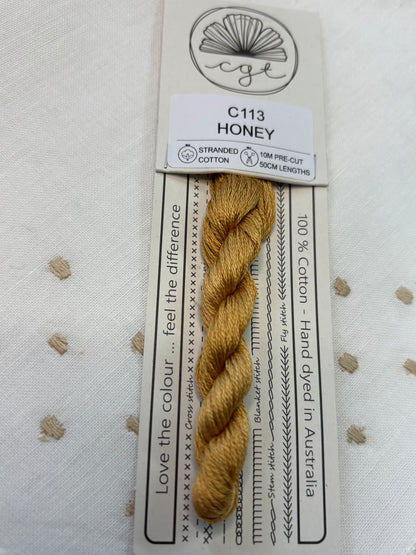 cgt
C113
HONEY
STRANDED
COTTON
10M PRE-CUT
50CM LENGTHS
Love the colour ... feel the difference
Cross stitch
Blanket stitch
Stem stitch
Fly stitch
100 % Cotton - Hand dyed in Australia